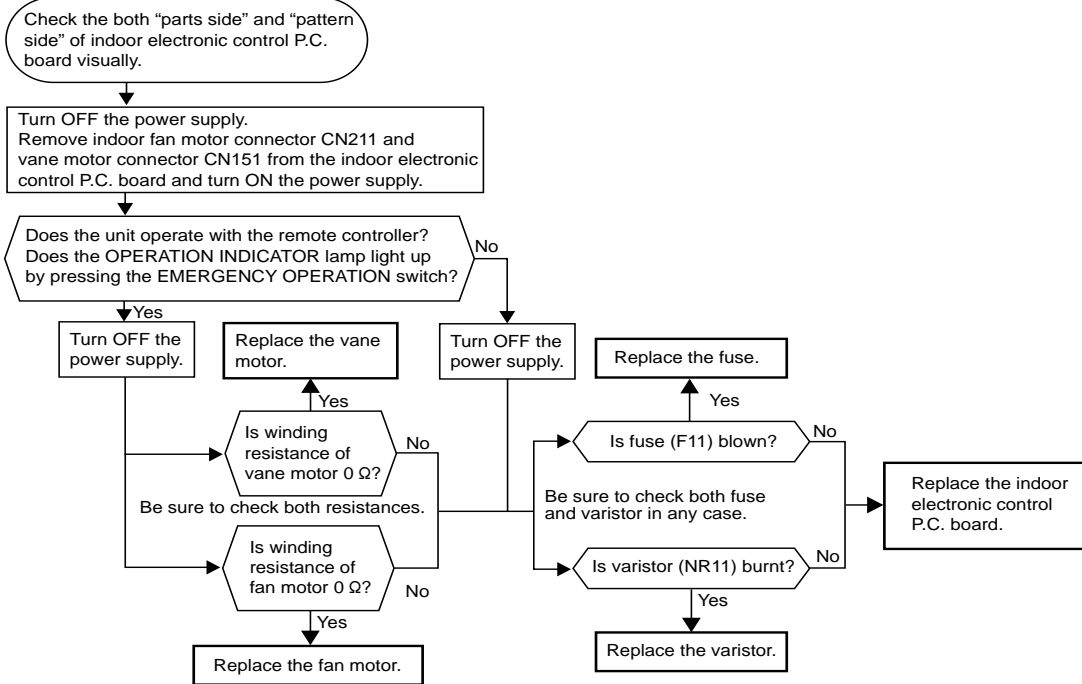 Check the both “parts side” and “pattern
side” of indoor electronic control P.C.
board visually.
Turn OFF the power supply.
Remove indoor fan motor connector CN211 and
vane motor connector CN151 from the indoor electronic
control P.C. board and turn ON the power supply.
Does the unit operate with the remote controller?
Does the OPERATION INDICATOR lamp light up
by pressing the EMERGENCY OPERATION switch?
No
Yes
Turn OFF the
power supply.
Replace the vane
motor.
Turn OFF the
power supply.
Replace the fuse.
Yes
Yes
Is winding
resistance of
vane motor 0 Ω?
No
Is fuse (F11) blown?
No
Be sure to check both resistances.
Be sure to check both fuse
and varistor in any case.
Replace the indoor
electronic control
P.C. board.
Is winding
resistance of
fan motor 0 Ω?
No
Is varistor (NR11) burnt?
No
Yes
Yes
Replace the fan motor.
Replace the varistor.